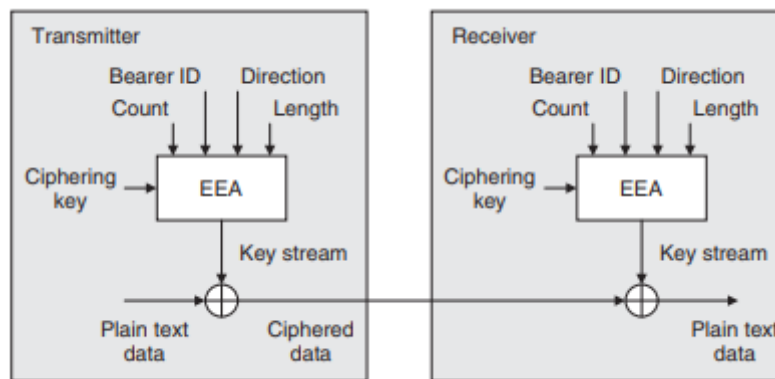 Transmitter
Bearer ID Direction
Count Length
Ciphering
key
EEA
Key stream
Plain text
data
Ciphered
data
Receiver
Bearer ID Direction
Count Length
Ciphering
key
EEA
Key stream
Plain text
data